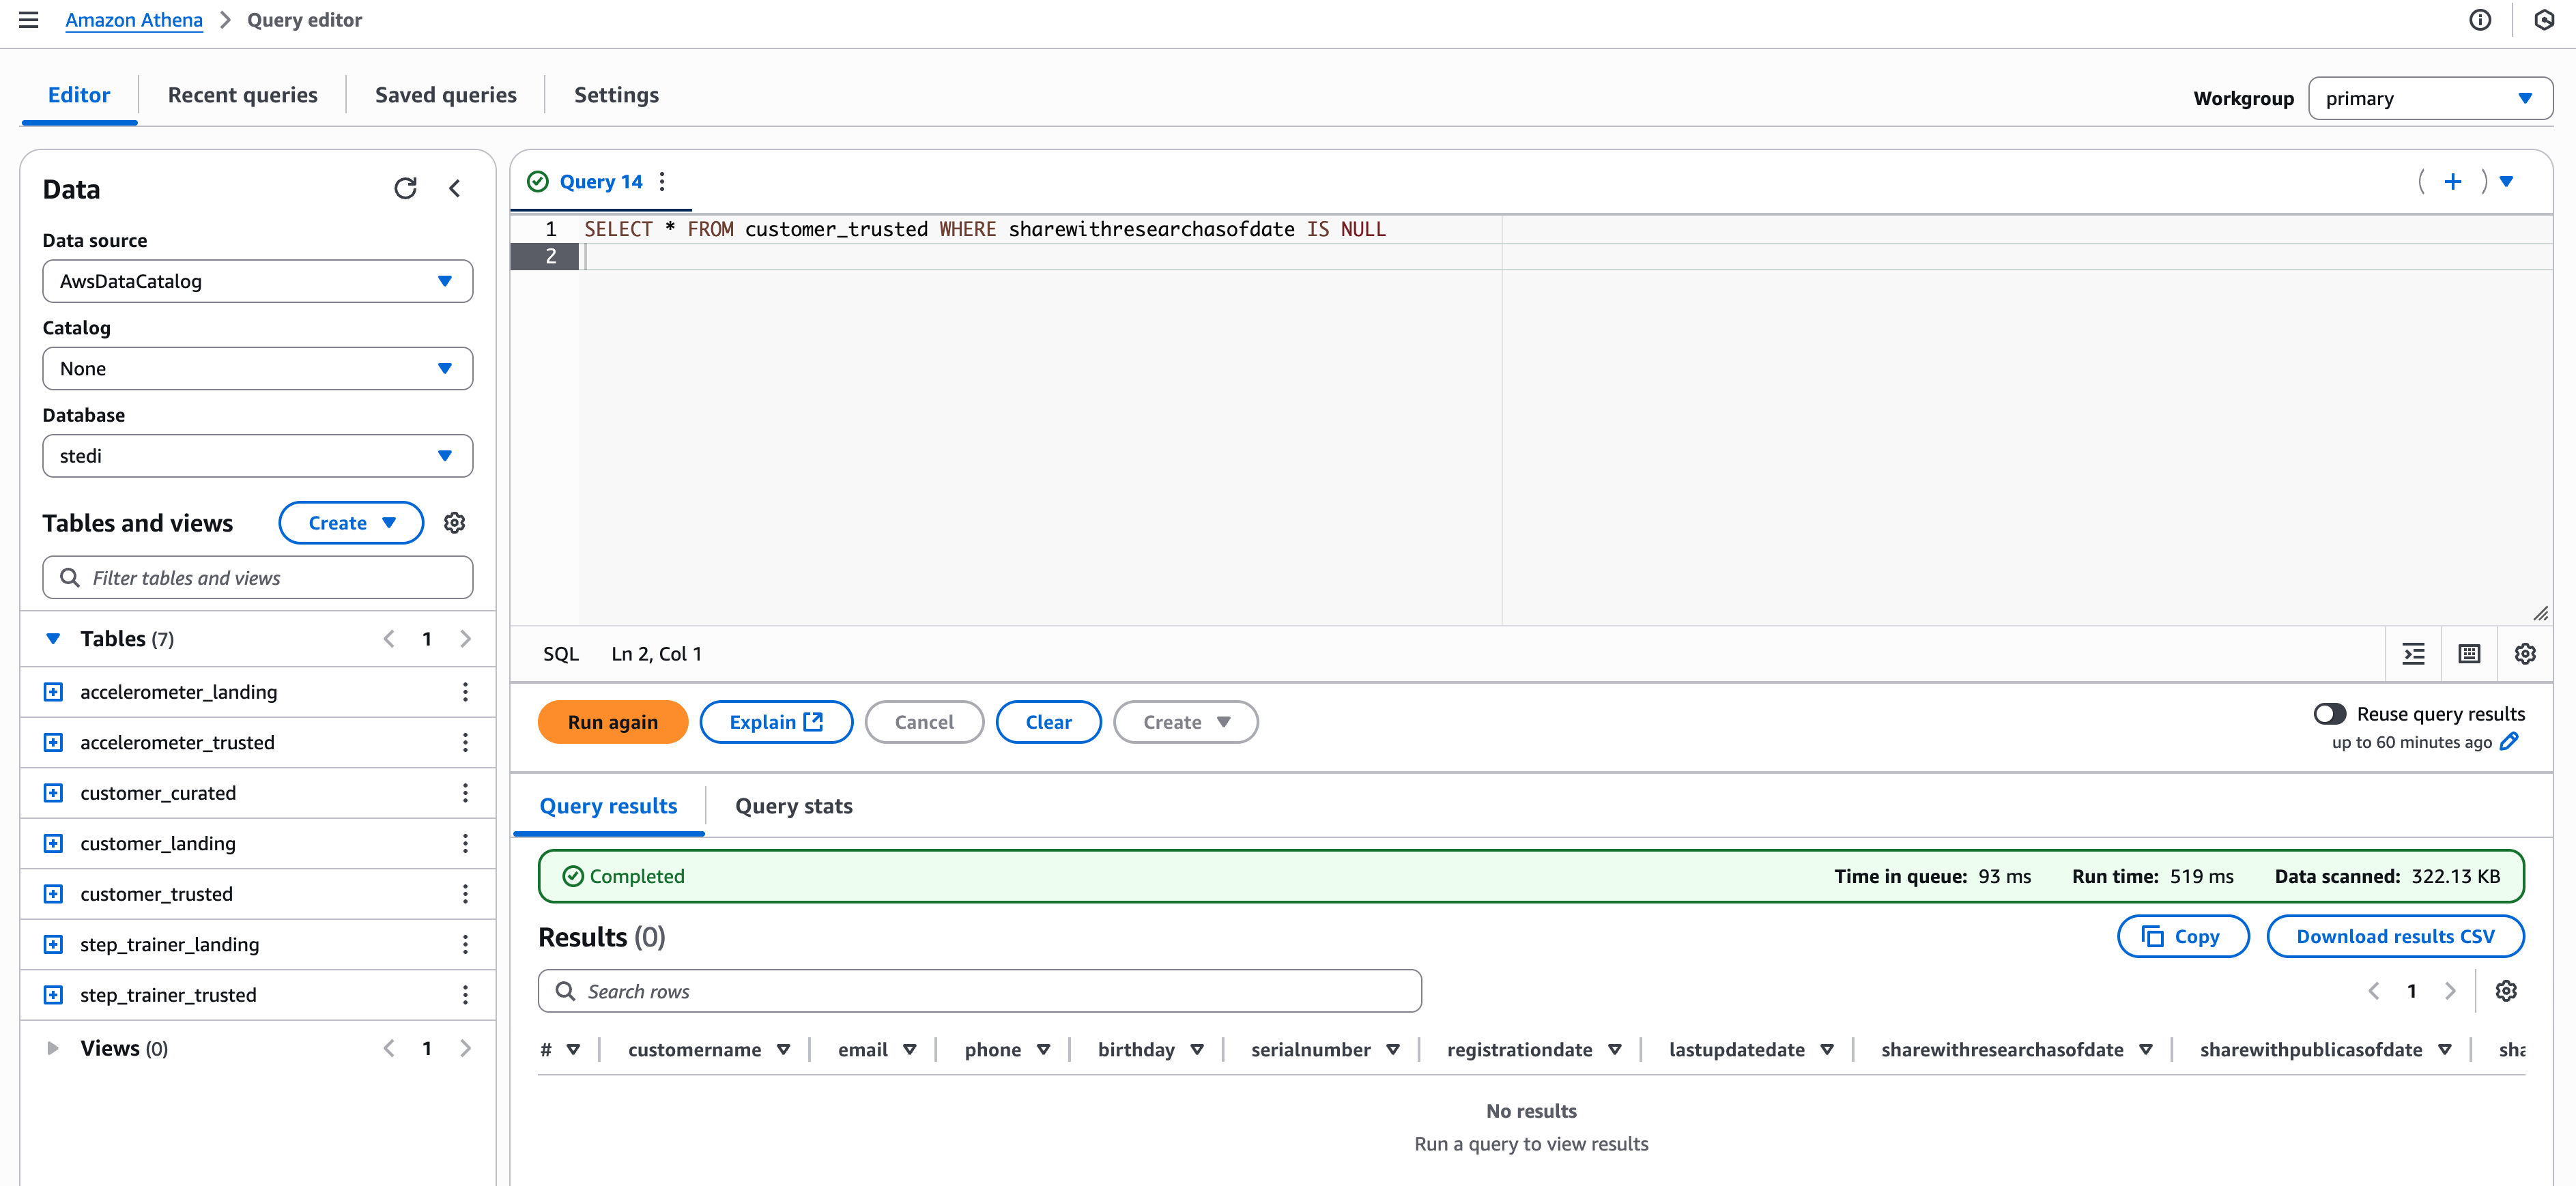 Amazon Athena > Query editor
Editor
Recent queries
Saved queries
Settings
Workgroup
primary
Data
Data source
AwsDataCatalog
Catalog
None
Database
stedi
Tables and views
Create
Filter tables and views
Tables (7)
1
accelerometer_landing
accelerometer_trusted
customer_curated
customer_landing
customer_trusted
step_trainer_landing
step_trainer_trusted
Views (0)
1
Query 14
1 SELECT * FROM customer_trusted WHERE sharewithresearchasofdate IS NULL
2
SQL Ln 2, Col 1
Run again
Explain
Cancel
Clear
Create
Reuse query results
up to 60 minutes ago
Query results
Query stats
Completed
Time in queue: 93 ms
Run time: 519 ms
Data scanned: 322.13 KB
Results (0)
Copy
Download results CSV
Search rows
1
# customername email phone birthday serialnumber registrationdate lastupdatedate sharewithresearchasofdate sharewithpublicasofdate sha
No results
Run a query to view results